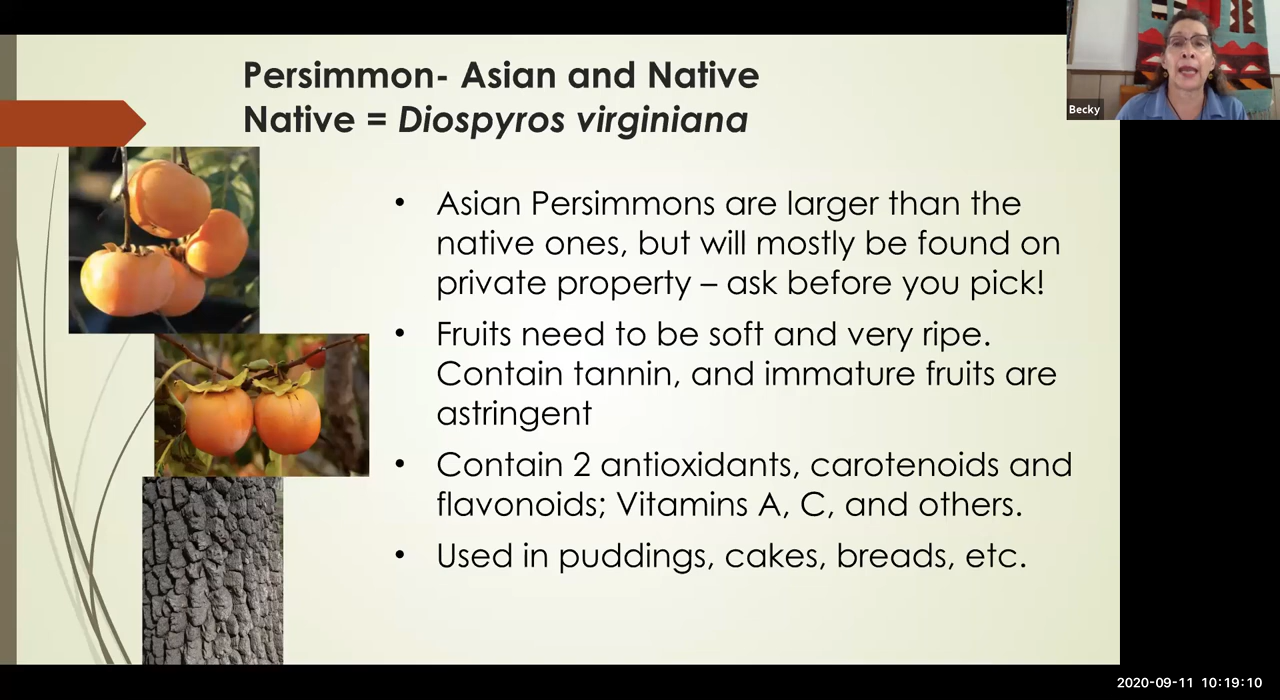 Persimmon- Asian and Native
Native = Diospyros virginiana
Becky
• Asian Persimmons are larger than the
native ones, but will mostly be found on
private property – ask before you pick!
• Fruits need to be soft and very ripe.
Contain tannin, and immature fruits are
astringent
• Contain 2 antioxidants, carotenoids and
flavonoids; Vitamins A, C, and others.
• Used in puddings, cakes, breads, etc.
2020-09-11 10:19:10